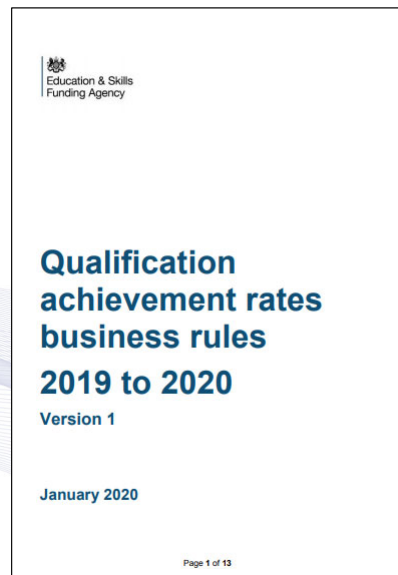 Education & Skills
Funding Agency
Qualification
achievement rates
business rules
2019 to 2020
Version 1
January 2020
Page 1 of 13